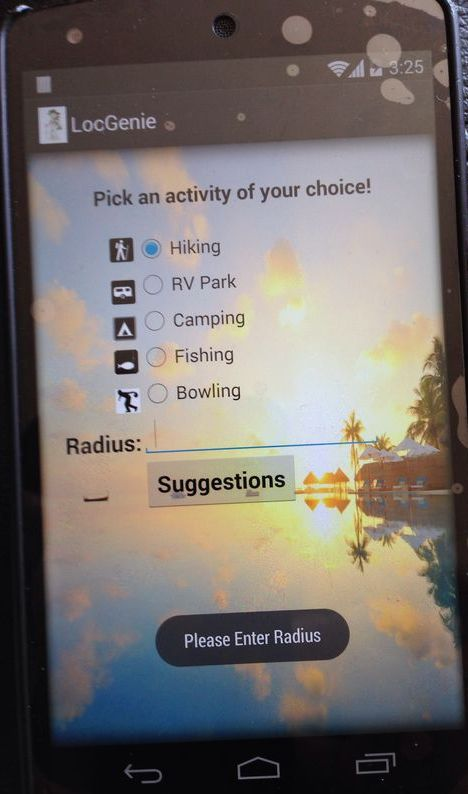 3:25
LocGenie
Pick an activity of your choice!
Hiking
RV Park
Camping
Fishing
Bowling
Radius:
Suggestions
Please Enter Radius